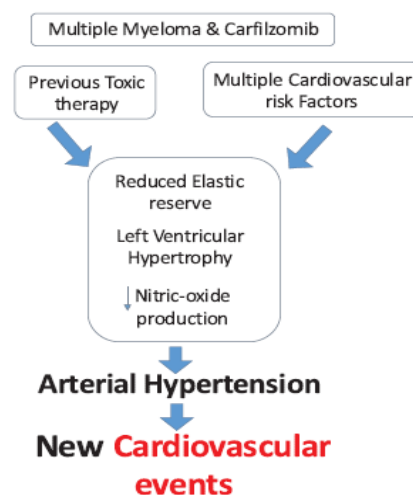 Multiple Myeloma & Carfilzomib
Previous Toxic
therapy
Multiple Cardiovascular
risk Factors
Reduced Elastic
reserve
Left Ventricular
Hypertrophy
↓ Nitric-oxide
production
Arterial Hypertension
New Cardiovascular
events